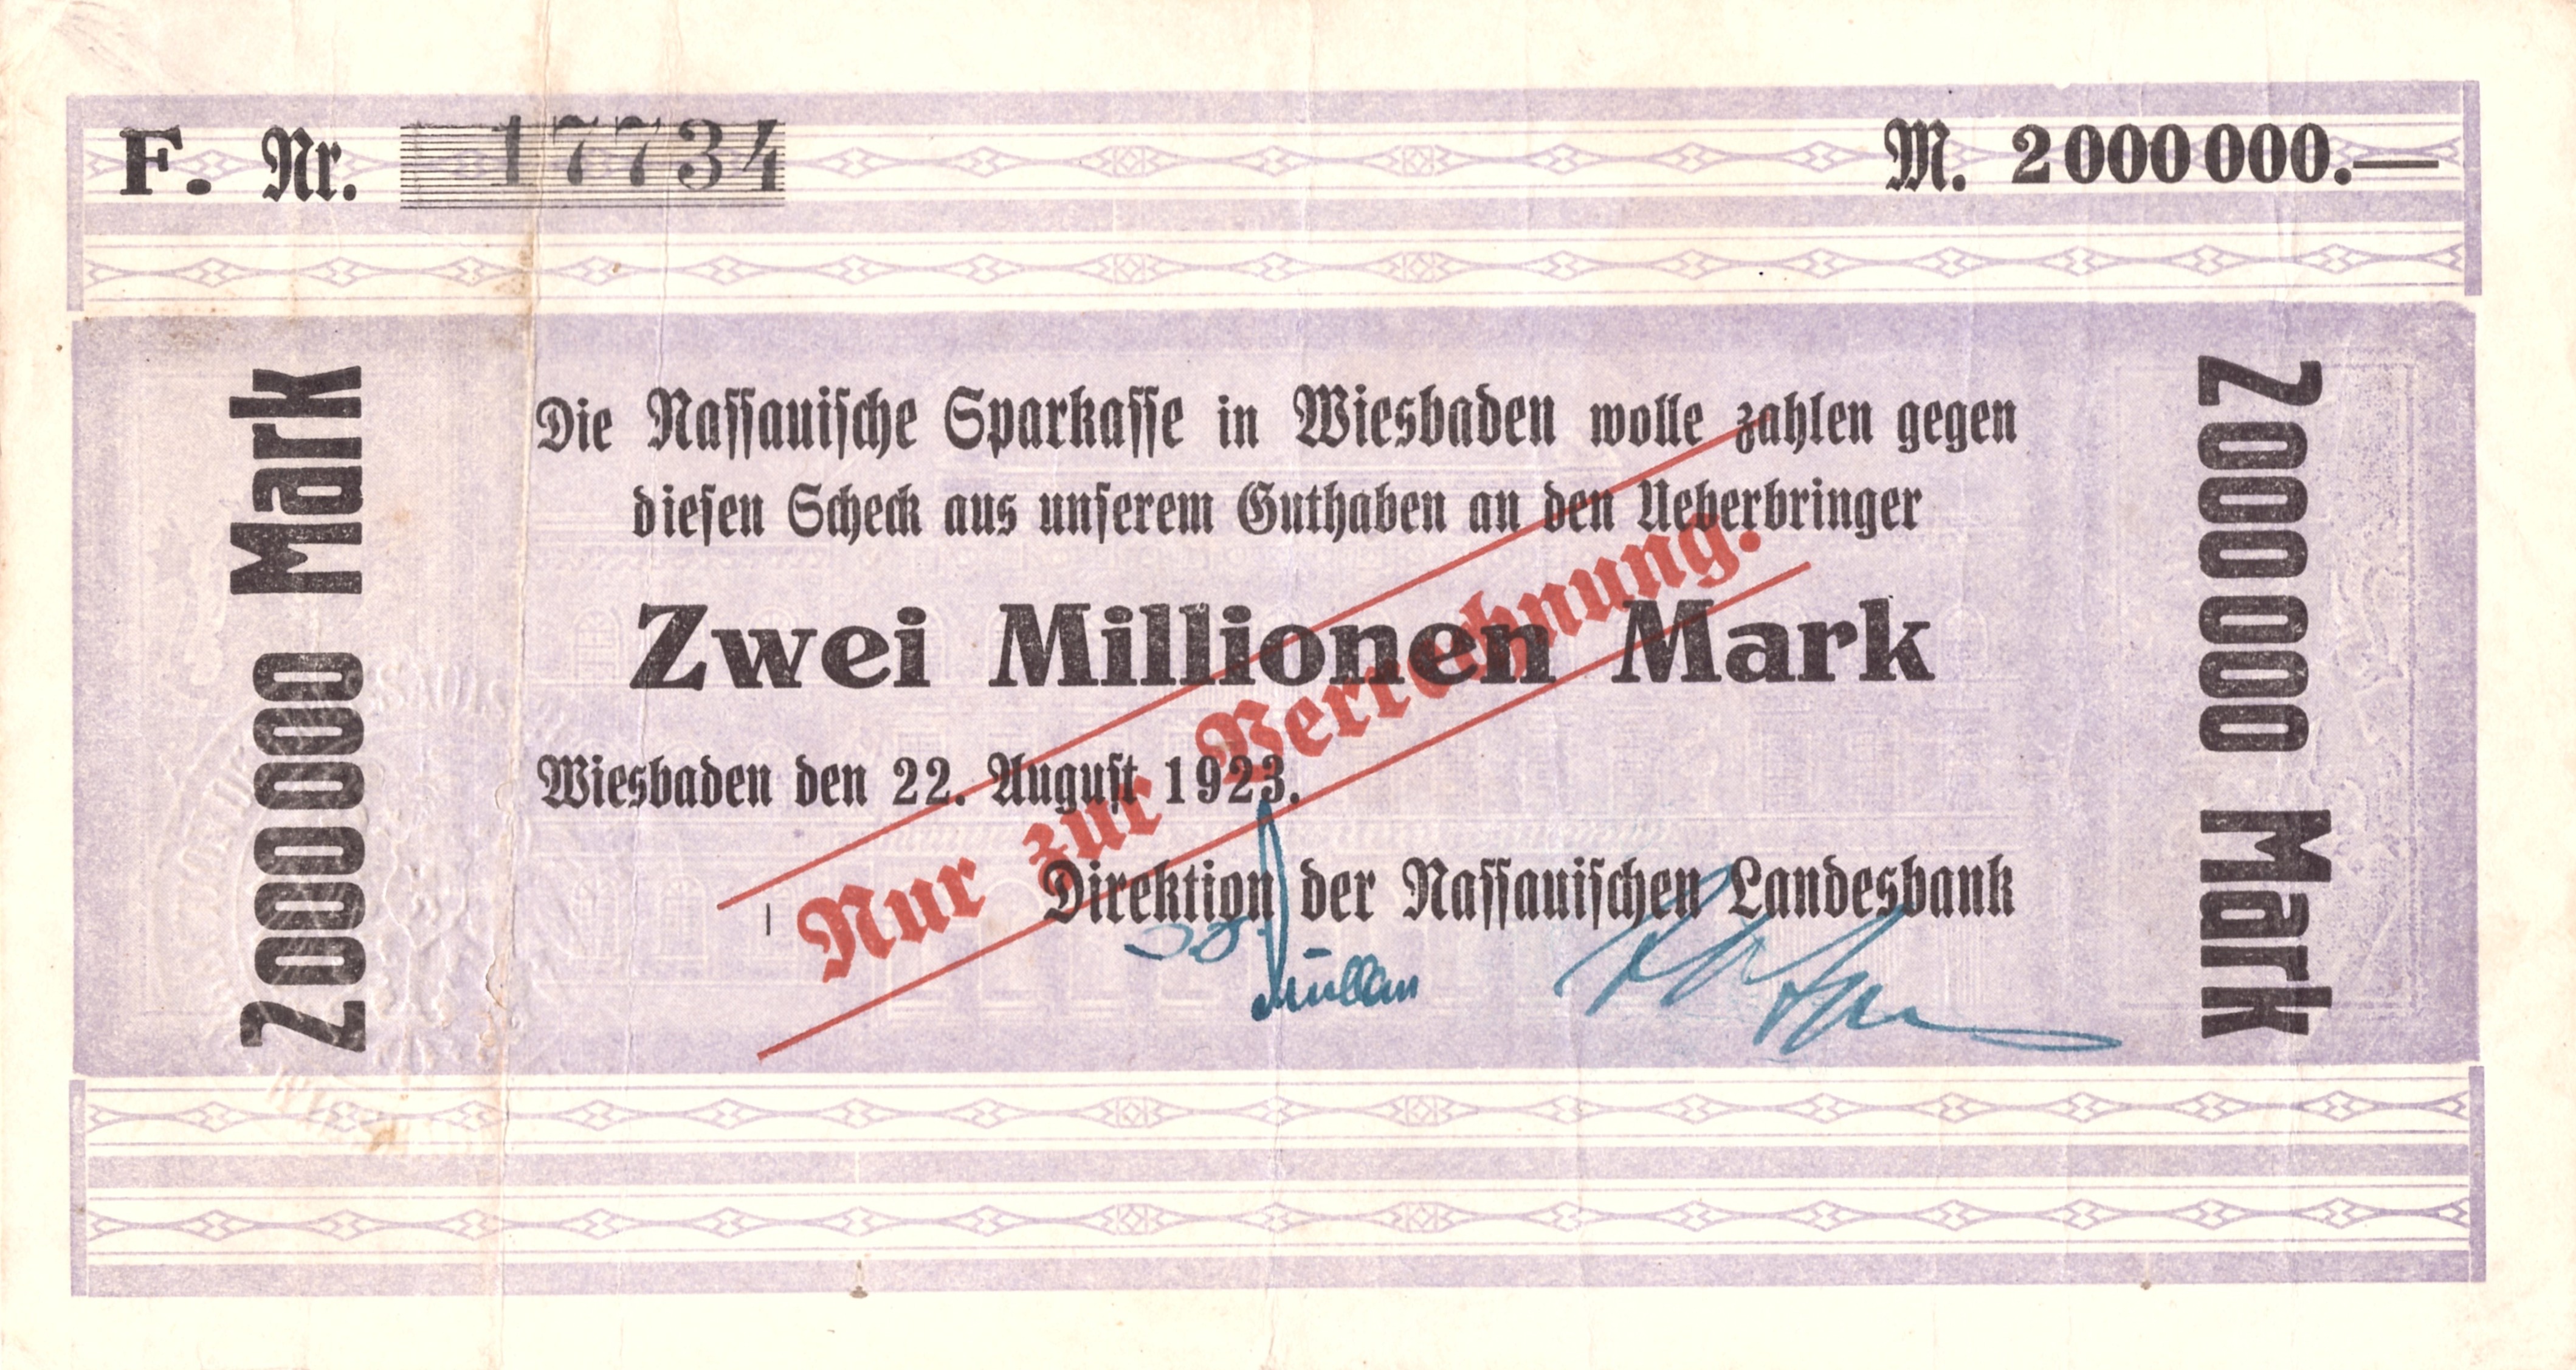 F. Nr. 17734
M. 2000000.—
2000000 Mark
Die Nassauische Sparkasse in Wiesbaden wolle zahlen gegen
diesen Scheck aus unserem Guthaben an den Ueberbringer
Zwei Millionen Mark
Nur zur Verrechnung.
Wiesbaden den 22. August 1923.
Direktion der Nassauischen Landesbank
2000000 Mark